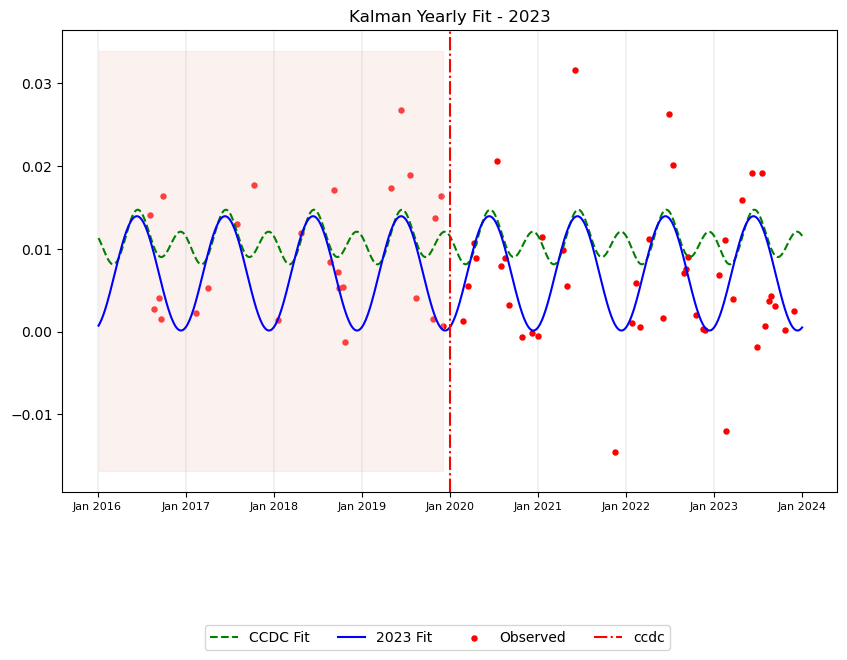 Kalman Yearly Fit - 2023
0.03
0.02
0.01
0.00
−0.01
Jan 2016 Jan 2017 Jan 2018 Jan 2019 Jan 2020 Jan 2021 Jan 2022 Jan 2023 Jan 2024
CCDC Fit 2023 Fit Observed ccdc